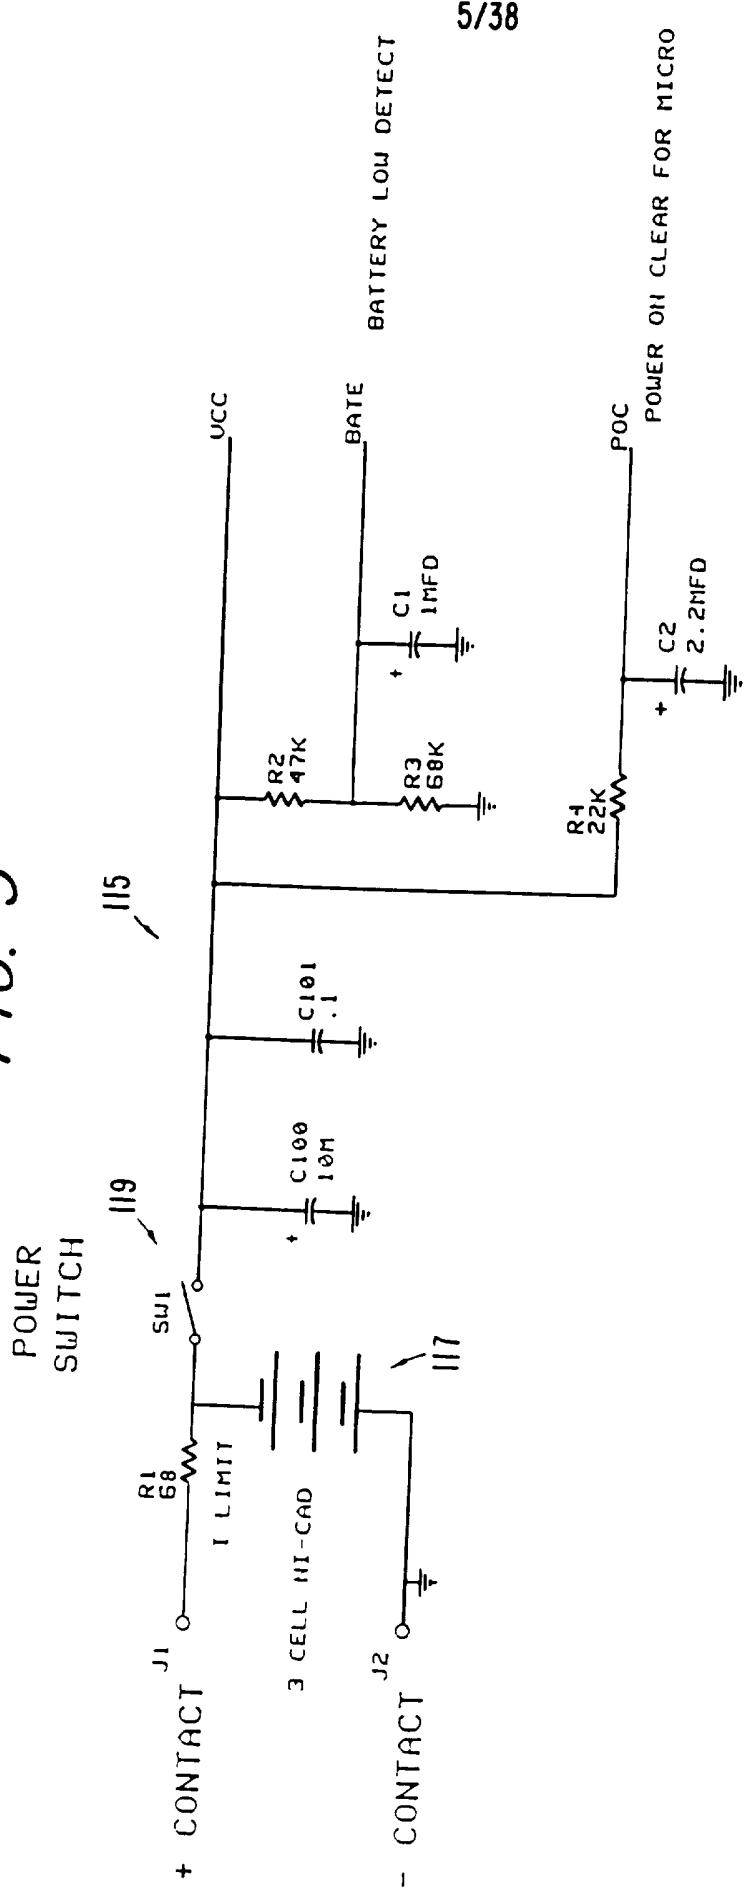 5/38
POWER
SWITCH
119
115
SW1
+ CONTACT
J1
R1
68
I LIMIT
3 CELL NI-CAD
117
J2
- CONTACT
C100
10M
+
C101
.1
VCC
R2
47K
BATE
BATTERY LOW DETECT
R3
68K
C1
1MFD
+
R4
22K
POC
POWER ON CLEAR FOR MICRO
C2
2.2MFD
+